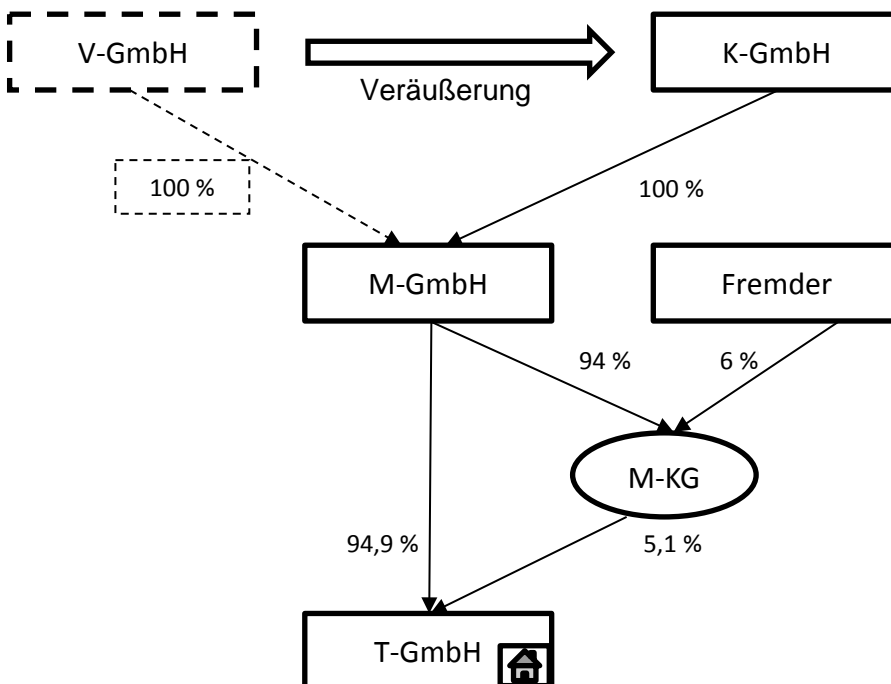 V-GmbH
K-GmbH
Veräußerung
100 %
100 %
M-GmbH
Fremder
94 %
6 %
M-KG
94,9 %
5,1 %
T-GmbH